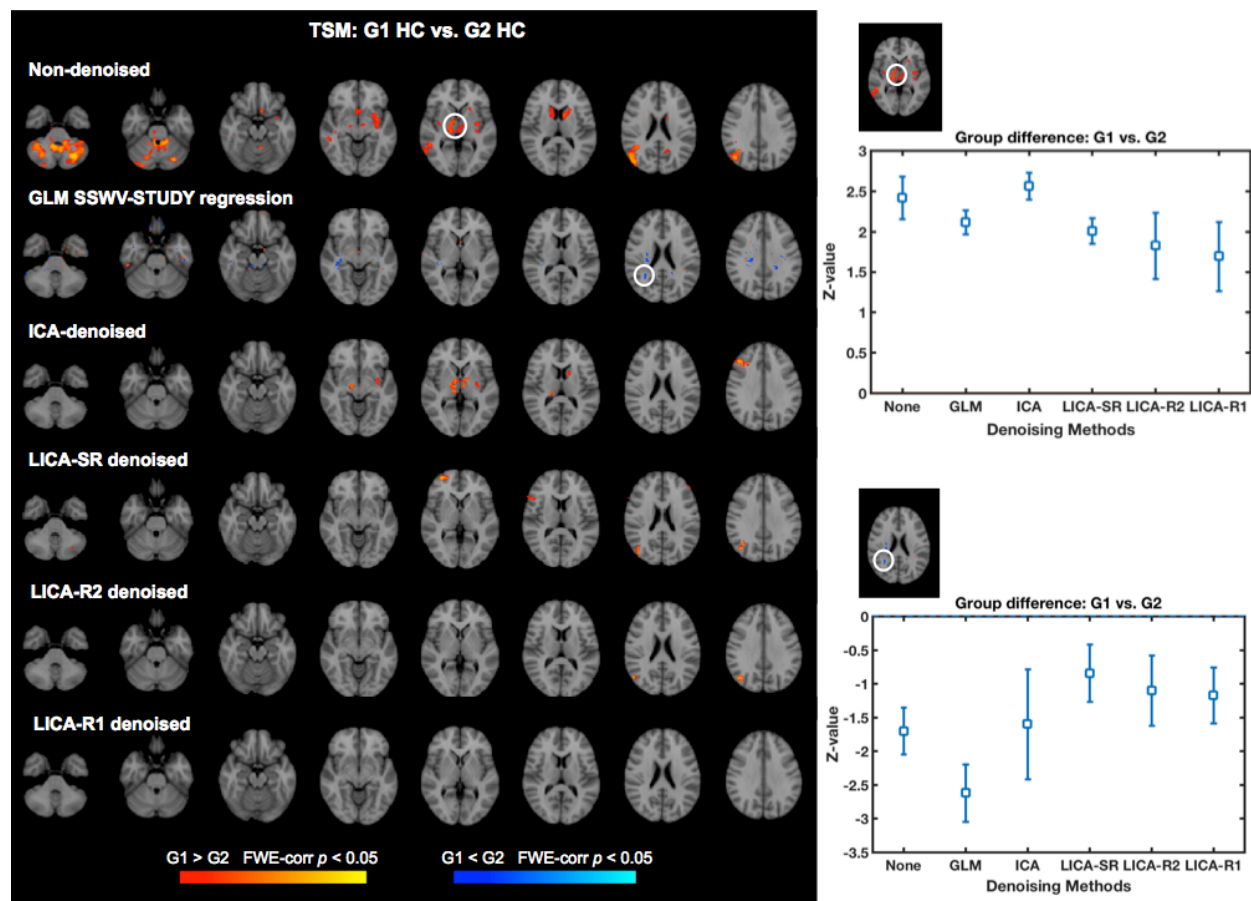 TSM: G1 HC vs. G2 HC
Non-denoised
GLM SSWV-STUDY regression
ICA-denoised
LICA-SR denoised
LICA-R2 denoised
LICA-R1 denoised
G1 > G2 FWE-corr p < 0.05
G1 < G2 FWE-corr p < 0.05
Group difference: G1 vs. G2
Z-value
3
2.5
2
1.5
1
0.5
0
None GLM ICA LICA-SR LICA-R2 LICA-R1
Denoising Methods
Group difference: G1 vs. G2
Z-value
0
-0.5
-1
-1.5
-2
-2.5
-3
-3.5
None GLM ICA LICA-SR LICA-R2 LICA-R1
Denoising Methods